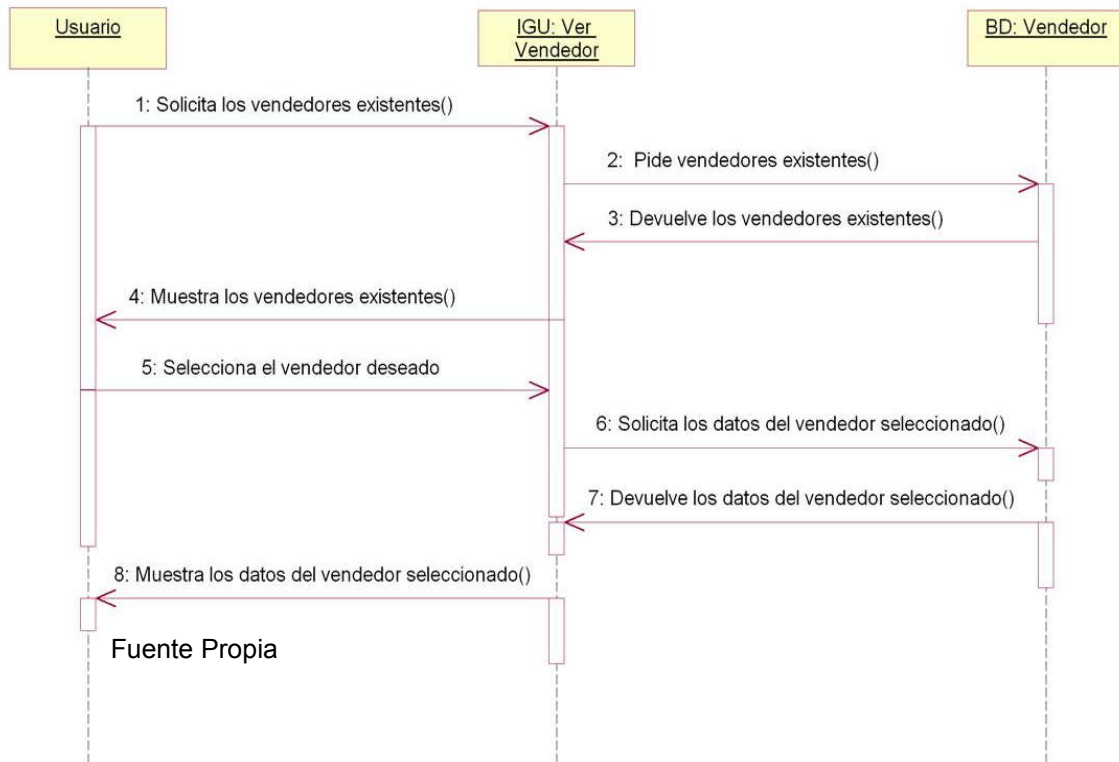 Usuario
IGU: Ver
Vendedor
BD: Vendedor
1: Solicita los vendedores existentes()
2: Pide vendedores existentes()
3: Devuelve los vendedores existentes()
4: Muestra los vendedores existentes()
5: Selecciona el vendedor deseado
6: Solicita los datos del vendedor seleccionado()
7: Devuelve los datos del vendedor seleccionado()
8: Muestra los datos del vendedor seleccionado()
Fuente Propia